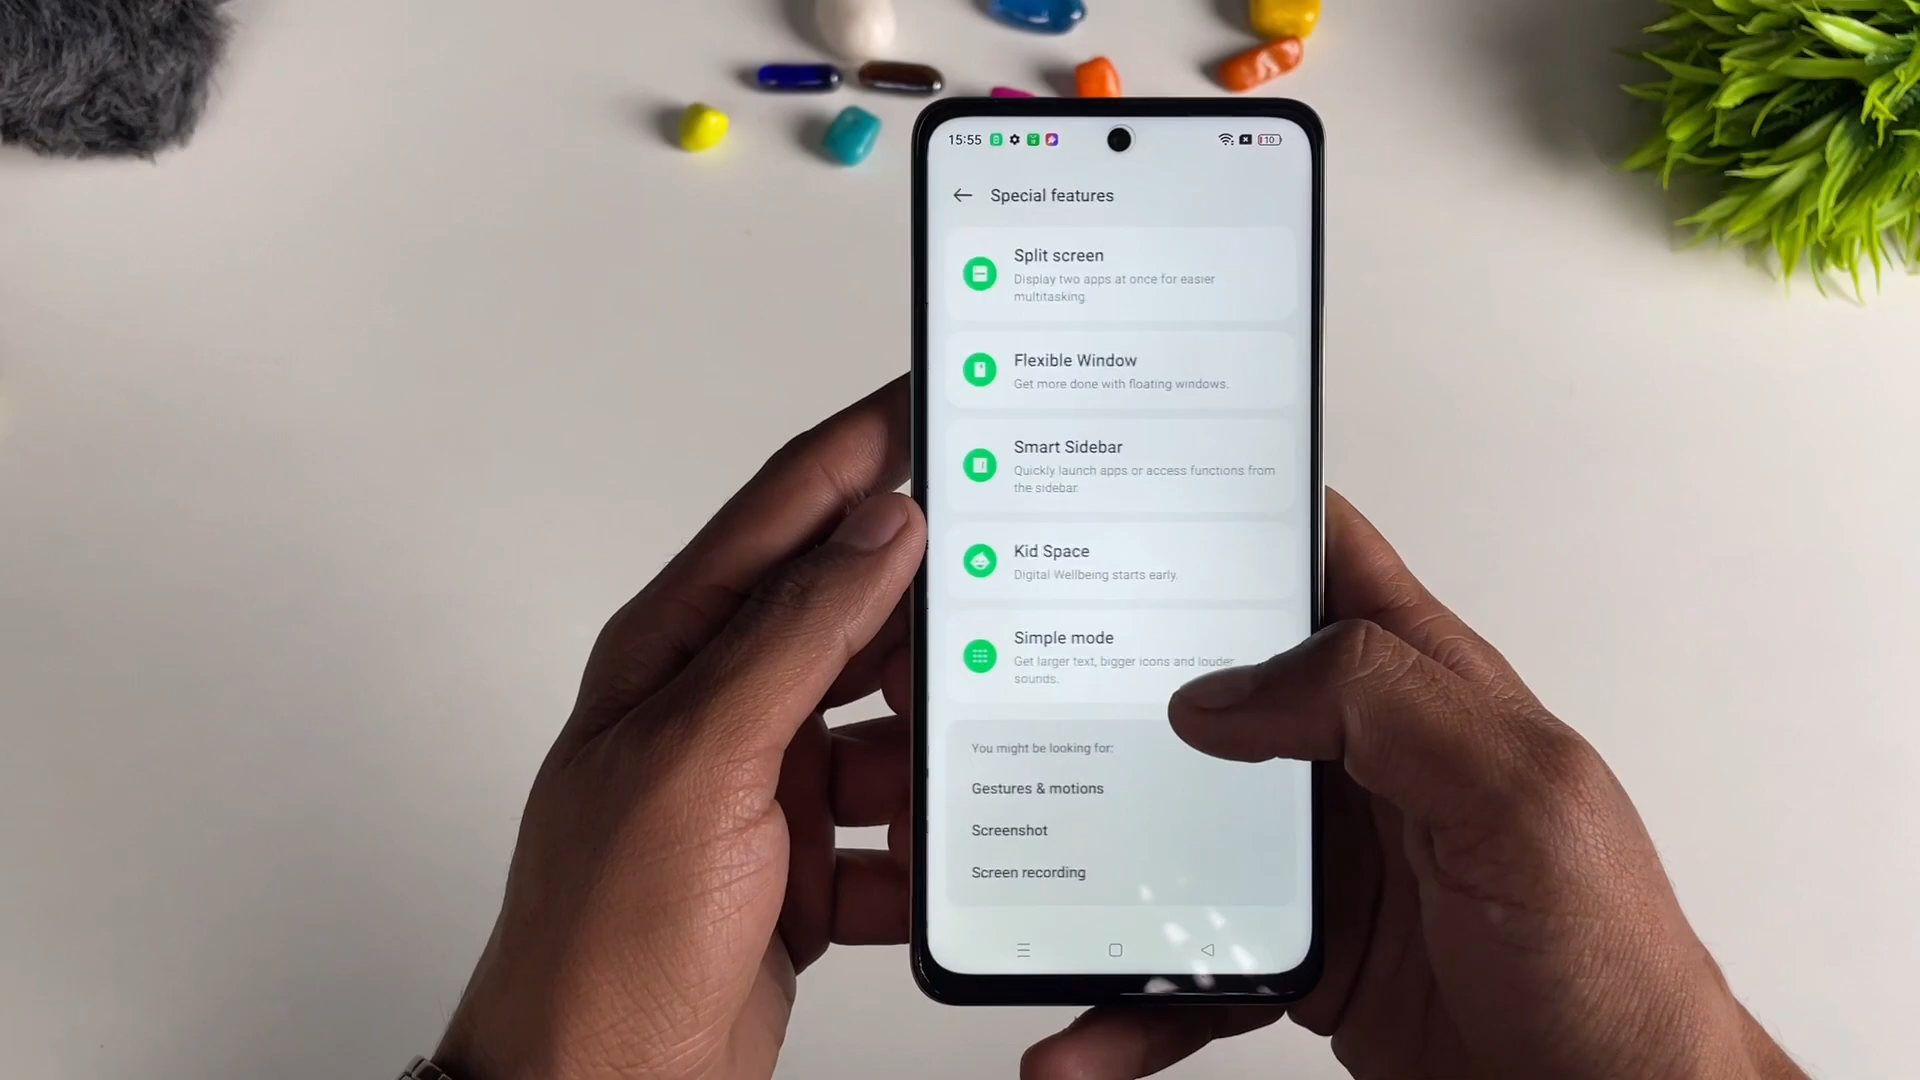 15:55
10
Special features
Split screen
Display two apps at once for easier
multitasking.
Flexible Window
Get more done with floating windows.
Smart Sidebar
Quickly launch apps or access functions from
the sidebar.
Kid Space
Digital Wellbeing starts early.
Simple mode
Get larger text, bigger icons and louder
sounds.
You might be looking for:
Gestures & motions
Screenshot
Screen recording